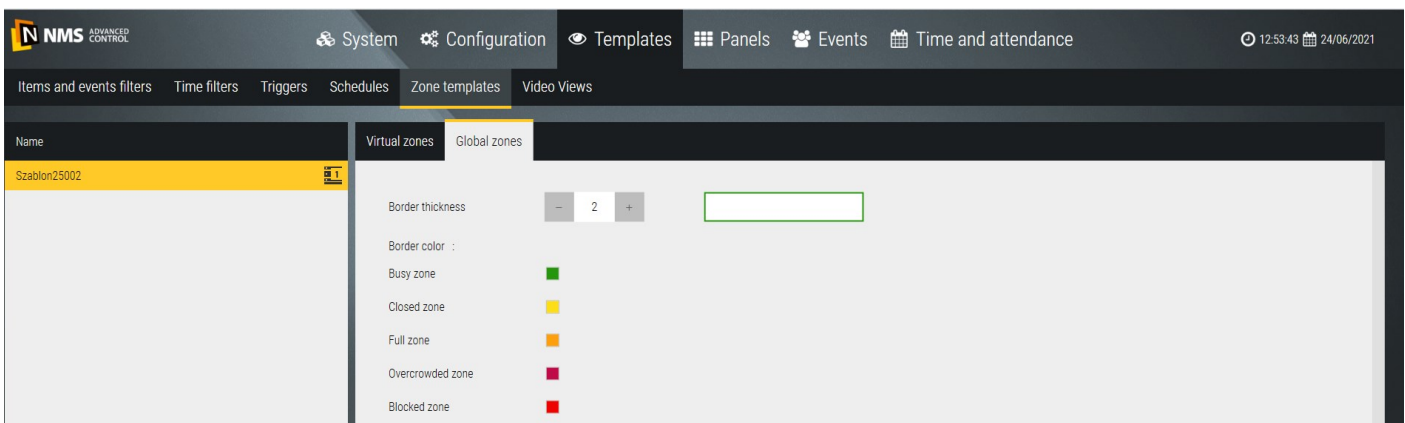 N NMS ADVANCED CONTROL
System Configuration Templates Panels Events Time and attendance
12:53:43 24/06/2021
Items and events filters Time filters Triggers Schedules Zone templates Video Views
Name
Szablon25002 1
Virtual zones Global zones
Border thickness - 2 +
Border color :
Busy zone
Closed zone
Full zone
Overcrowded zone
Blocked zone